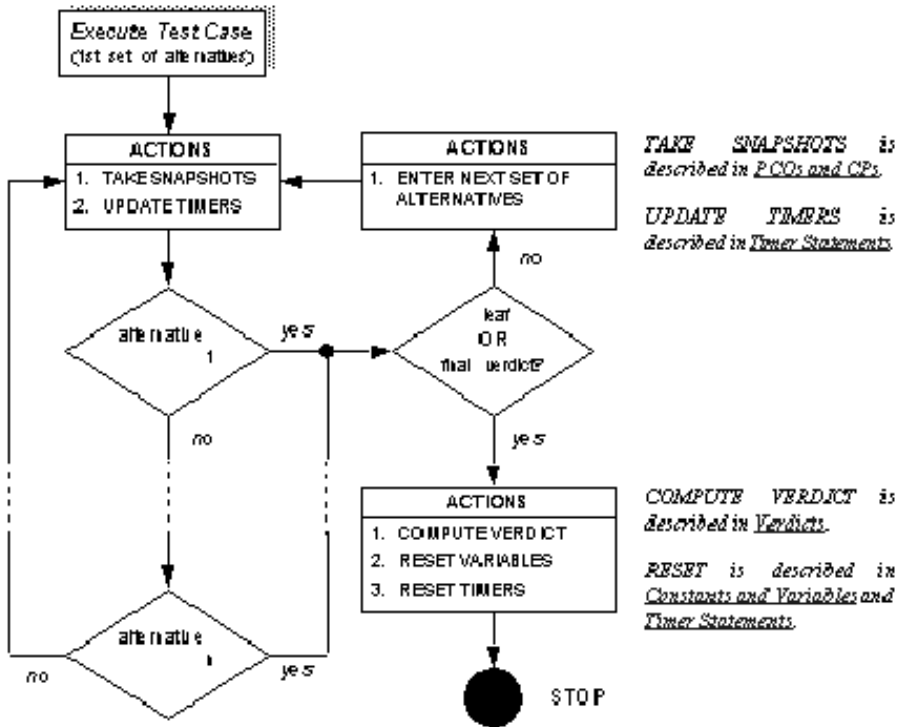 Execute Test Case
(1st set of alternatives)
ACTIONS
1. TAKE SNAPSHOTS
2. UPDATE TIMERS
ACTIONS
1. ENTER NEXT SET OF
ALTERNATIVES
TAKE SNAPSHOTS is
described in PCOs and CPs.
UPDATE TIMERS is
described in Timer Statements.
alternative
1
yes
no
leaf
OR
final verdict?
no
yes
ACTIONS
1. COMPUTE VERDICT
2. RESET VARIABLES
3. RESET TIMERS
COMPUTE VERDICT is
described in Verdicts.
RESET is described in
Constants and Variables and
Timer Statements.
alternative
no
yes
STOP